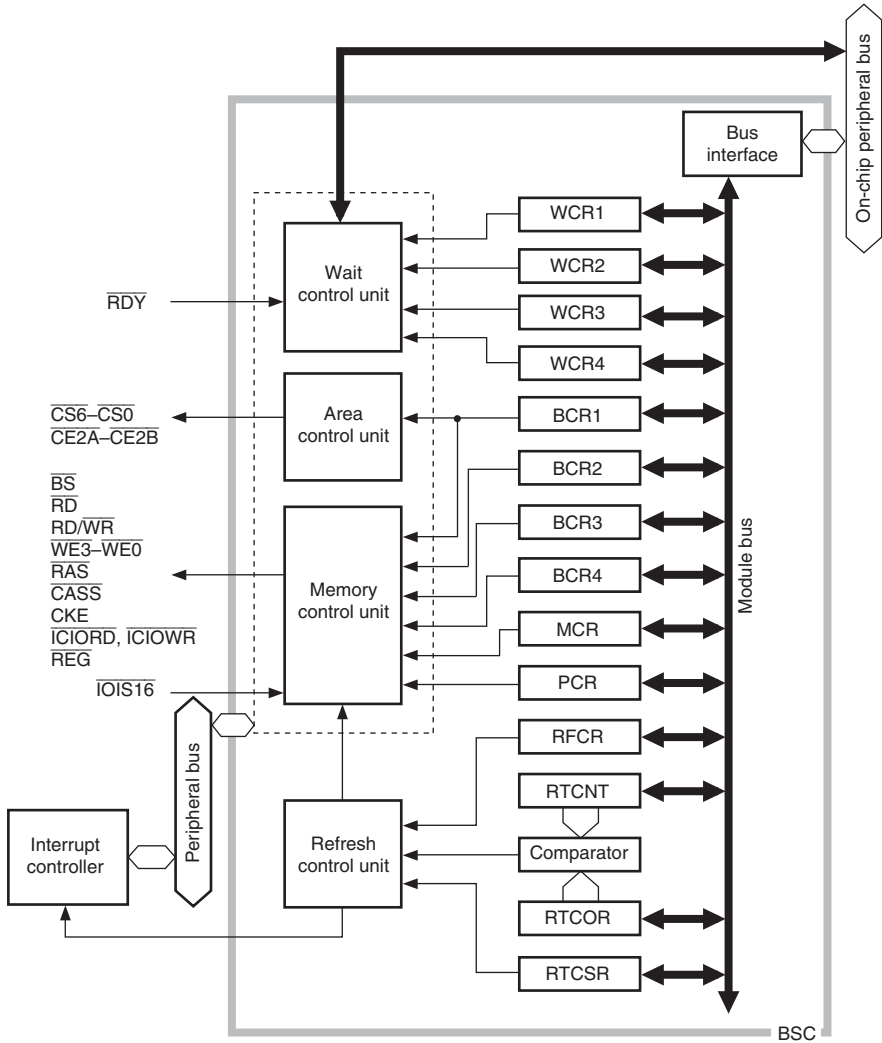 On-chip peripheral bus
Bus
interface
WCR1
Wait
control unit
WCR2
RDY
WCR3
WCR4
CS6–CS0
CE2A–CE2B
Area
control unit
BCR1
BS
RD
RD/WR
WE3–WE0
RAS
CASS
CKE
ICIORD, ICIOWR
REG
IOIS16
Memory
control unit
BCR2
BCR3
BCR4
MCR
PCR
Module bus
RFCR
RTCNT
Peripheral bus
Interrupt
controller
Refresh
control unit
Comparator
RTCOR
RTCSR
BSC